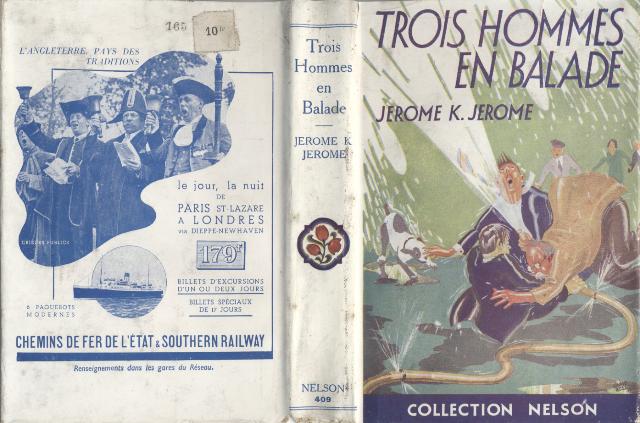 165
10fr
L'ANGLETERRE, PAYS DES
TRADITIONS
CRIEURS PUBLICS
le jour, la nuit
DE
PARIS ST-LAZARE
A LONDRES
VIA DIEPPE-NEWHAVEN
179F
BILLETS D'EXCURSIONS
D'UN OU DEUX JOURS
BILLETS SPÉCIAUX
DE 17 JOURS
6 PAQUEBOTS
MODERNES
CHEMINS DE FER DE L'ÉTAT & SOUTHERN RAILWAY
Renseignements dans les gares du Réseau.
Trois
Hommes
en
Balade
JEROME K.
JEROME
NELSON
409
TROIS HOMMES
EN BALADE
JEROME K. JEROME
COLLECTION NELSON